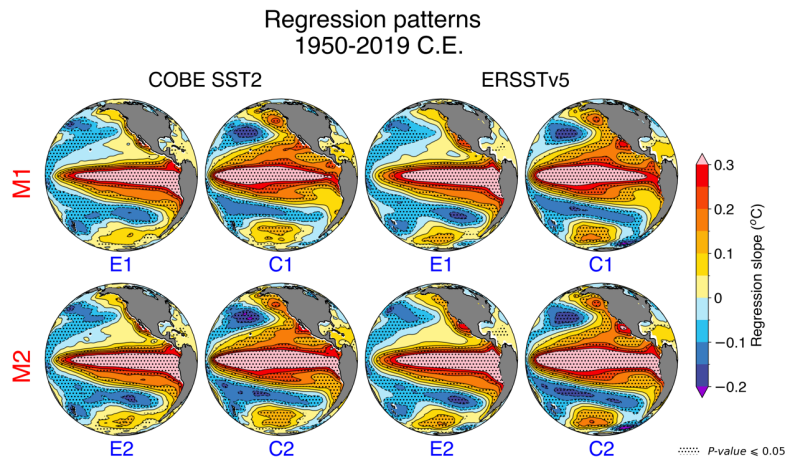 Regression patterns
1950-2019 C.E.
COBE SST2
ERSSTv5
M1
E1
C1
E1
C1
M2
E2
C2
E2
C2
0.3
0.2
0.1
0
−0.1
−0.2
Regression slope (°C)
P-value ⩽ 0.05